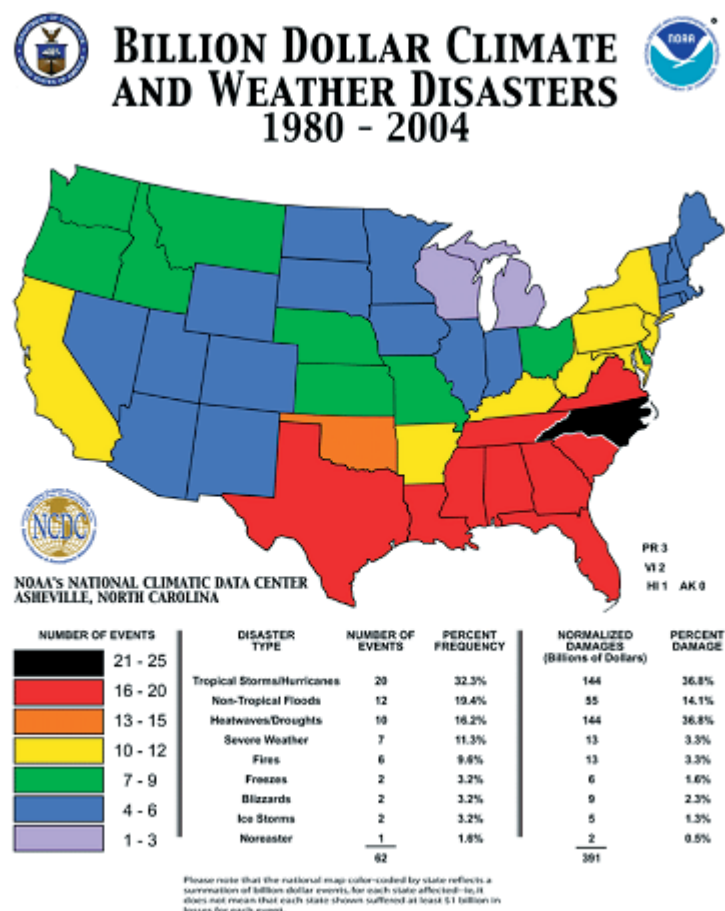 BILLION DOLLAR CLIMATE
AND WEATHER DISASTERS
1980 - 2004
NOAA
NCDC
NOAA's NATIONAL CLIMATIC DATA CENTER
ASHEVILLE, NORTH CAROLINA
PR 3
VI 2
HI 1 AK 0
NUMBER OF EVENTS
21 - 25
16 - 20
13 - 15
10 - 12
7 - 9
4 - 6
1 - 3
DISASTER TYPE NUMBER OF EVENTS PERCENT FREQUENCY NORMALIZED DAMAGES (Billions of Dollars) PERCENT DAMAGE
Tropical Storms/Hurricanes 20 32.3% 144 36.8%
Non-Tropical Floods 12 19.4% 55 14.1%
Heatwaves/Droughts 10 16.2% 144 36.8%
Severe Weather 7 11.3% 13 3.3%
Fires 6 9.6% 13 3.3%
Freezes 2 3.2% 6 1.6%
Blizzards 2 3.2% 9 2.3%
Ice Storms 2 3.2% 5 1.3%
Noreaster 1 1.6% 2 0.5%
62 391
Please note that the national map color-coded by state reflects a
summation of billion dollar events, for each state affected--ie, it
does not mean that each state shown suffered at least $1 billion in
losses for each event